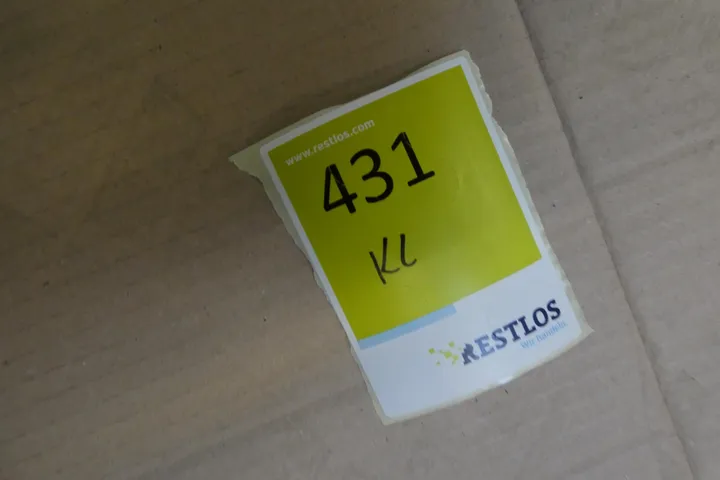 www.restlos.com
431
KL
RESTLOS
Wir handeln.